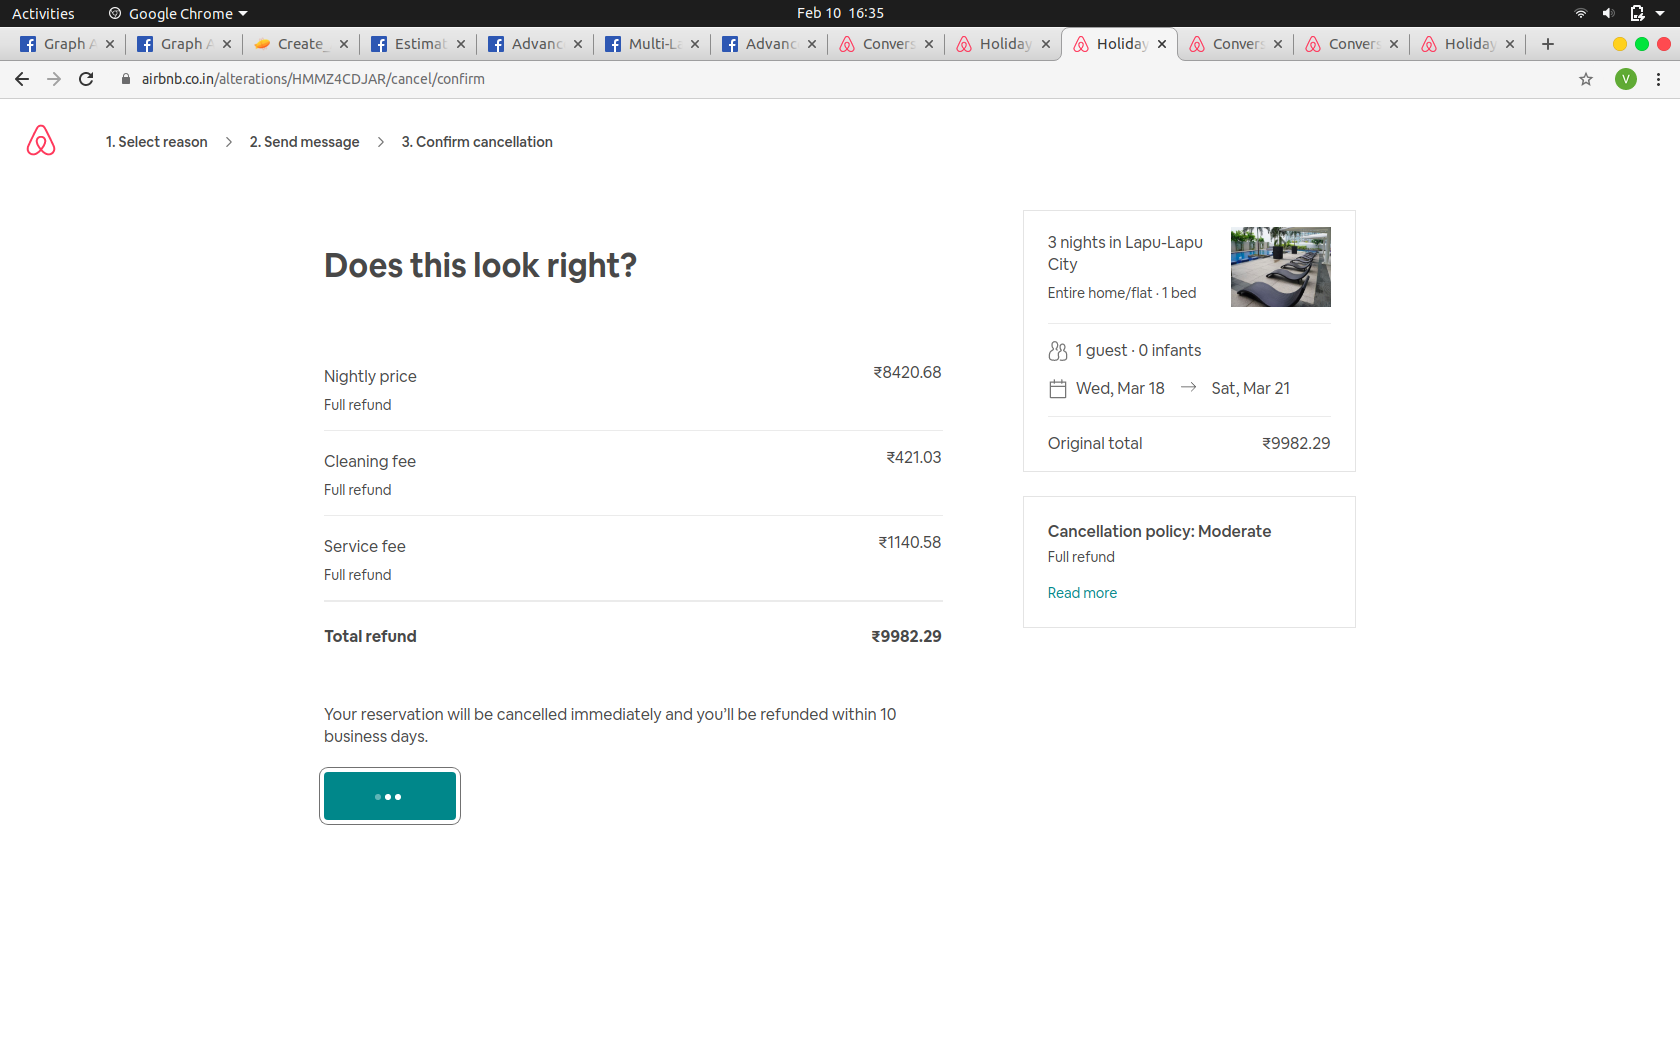 Activities
Google Chrome
Feb 10 16:35
Graph A
Graph A
Create_
Estimat
Advanc
Multi-La
Advanc
Convers
Holiday
Holiday
Convers
Convers
Holiday
airbnb.co.in/alterations/HMMZ4CDJAR/cancel/confirm
V
1. Select reason
2. Send message
3. Confirm cancellation
Does this look right?
Nightly price ₹8420.68
Full refund
Cleaning fee ₹421.03
Full refund
Service fee ₹1140.58
Full refund
Total refund ₹9982.29
Your reservation will be cancelled immediately and you’ll be refunded within 10
business days.
3 nights in Lapu-Lapu
City
Entire home/flat · 1 bed
1 guest · 0 infants
Wed, Mar 18 → Sat, Mar 21
Original total ₹9982.29
Cancellation policy: Moderate
Full refund
Read more